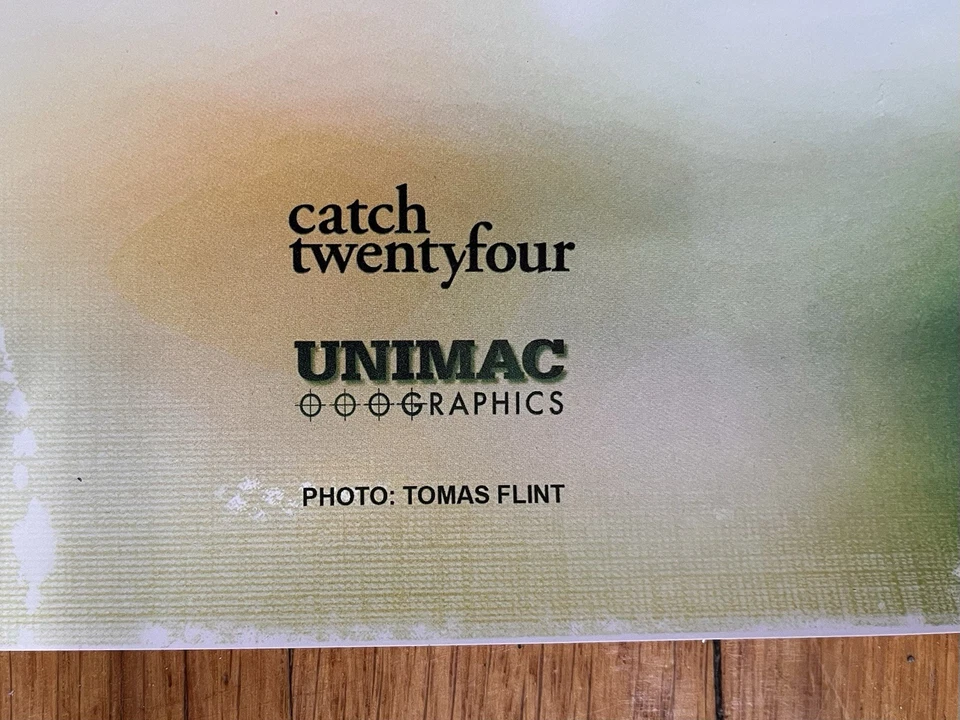 catch
twentyfour
UNIMAC
GRAPHICS
PHOTO: TOMAS FLINT